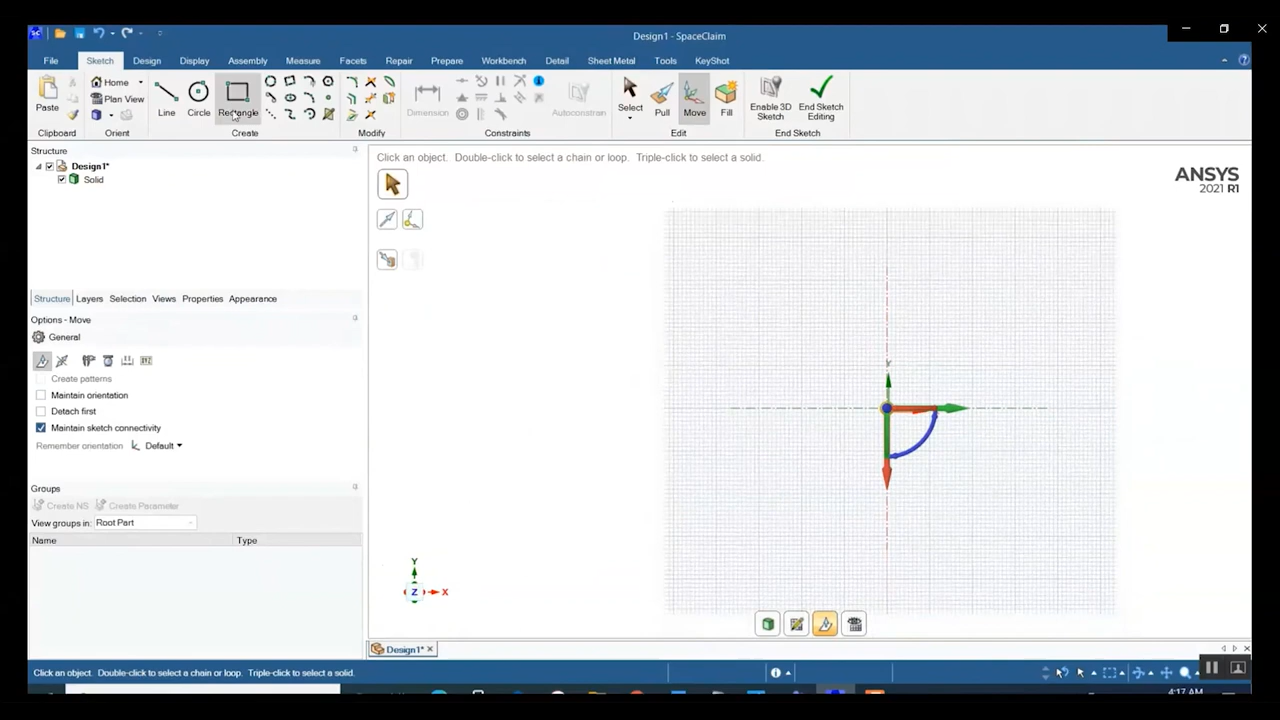 Design1 - SpaceClaim
File Sketch Design Display Assembly Measure Facets Repair Prepare Workbench Detail Sheet Metal Tools KeyShot
Paste
Home
Plan View
Line Circle Rectangle
Dimension
Autoconstrain
Select Pull Move Fill
Enable 3D Sketch
End Sketch Editing
Clipboard Orient Create Modify Constraints Edit End Sketch
Structure
Design1*
Solid
Click an object. Double-click to select a chain or loop. Triple-click to select a solid.
ANSYS
2021 R1
Structure Layers Selection Views Properties Appearance
Options - Move
General
Create patterns
Maintain orientation
Detach first
Maintain sketch connectivity
Remember orientation Default
Groups
Create NS Create Parameter
View groups in: Root Part
Name Type
Y
Y
Z X
Design1*
Click an object. Double-click to select a chain or loop. Triple-click to select a solid.
4:17 AM